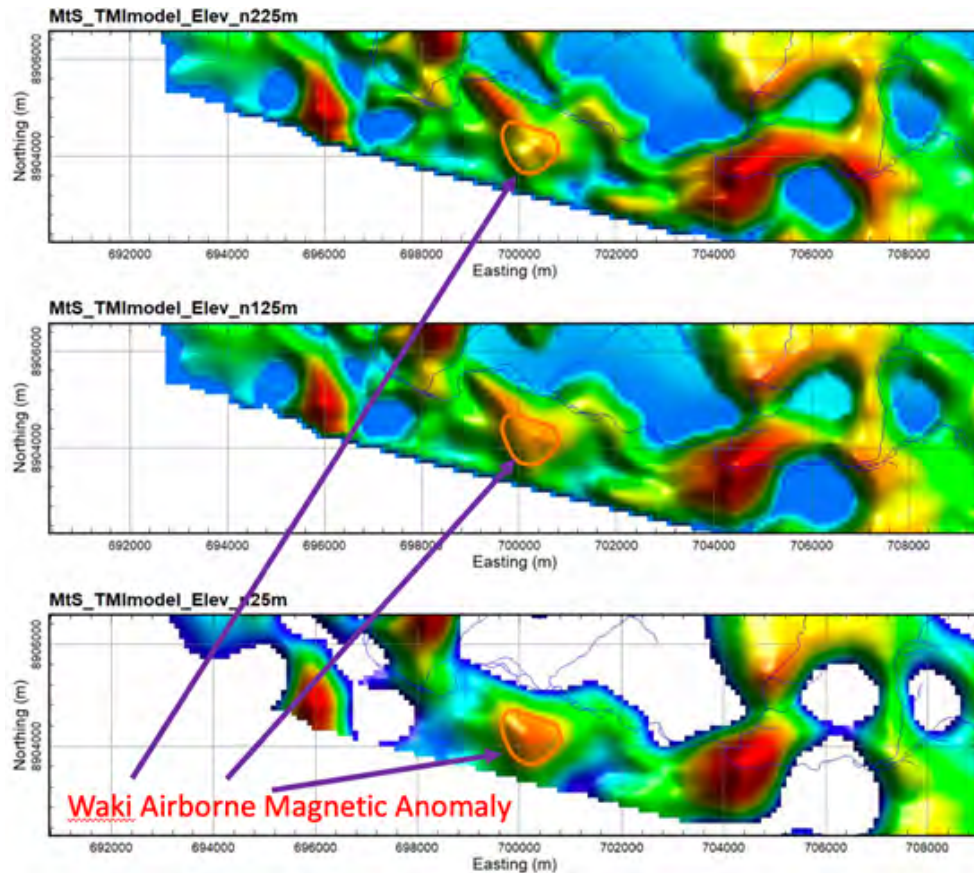 MtS_TMImodel_Elev_n225m
Northing (m)
8906000
8904000
692000 694000 696000 698000 700000 702000 704000 706000 708000
Easting (m)
MtS_TMImodel_Elev_n125m
Northing (m)
8906000
8904000
692000 694000 696000 698000 700000 702000 704000 706000 708000
Easting (m)
MtS_TMImodel_Elev_n25m
Northing (m)
8906000
8904000
Waki Airborne Magnetic Anomaly
692000 694000 696000 698000 700000 702000 704000 706000 708000
Easting (m)